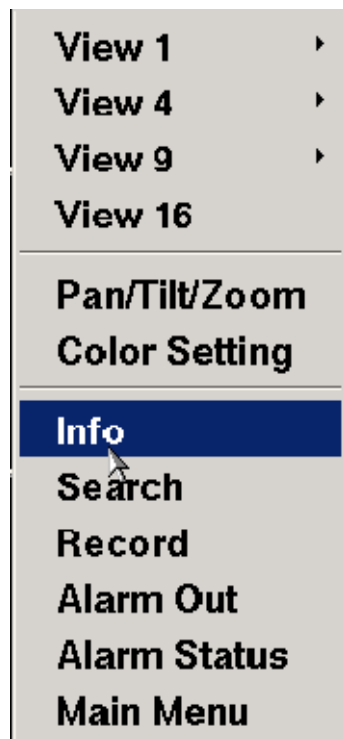 View 1
View 4
View 9
View 16
Pan/Tilt/Zoom
Color Setting
Info
Search
Record
Alarm Out
Alarm Status
Main Menu